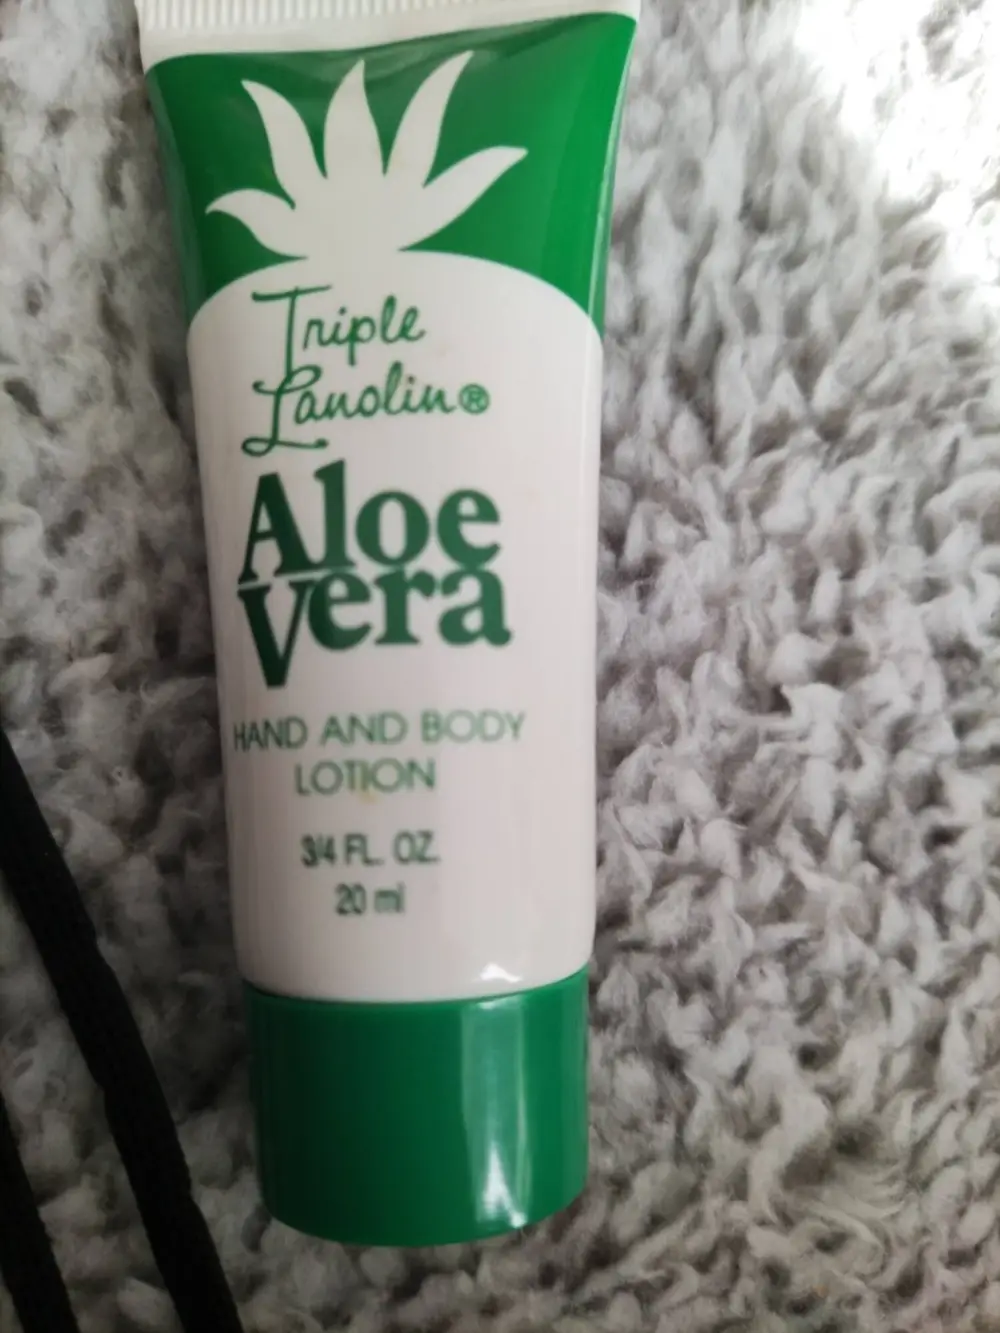 Triple
Lanolin®
Aloe
Vera
HAND AND BODY
LOTION
3/4 FL. OZ.
20 ml